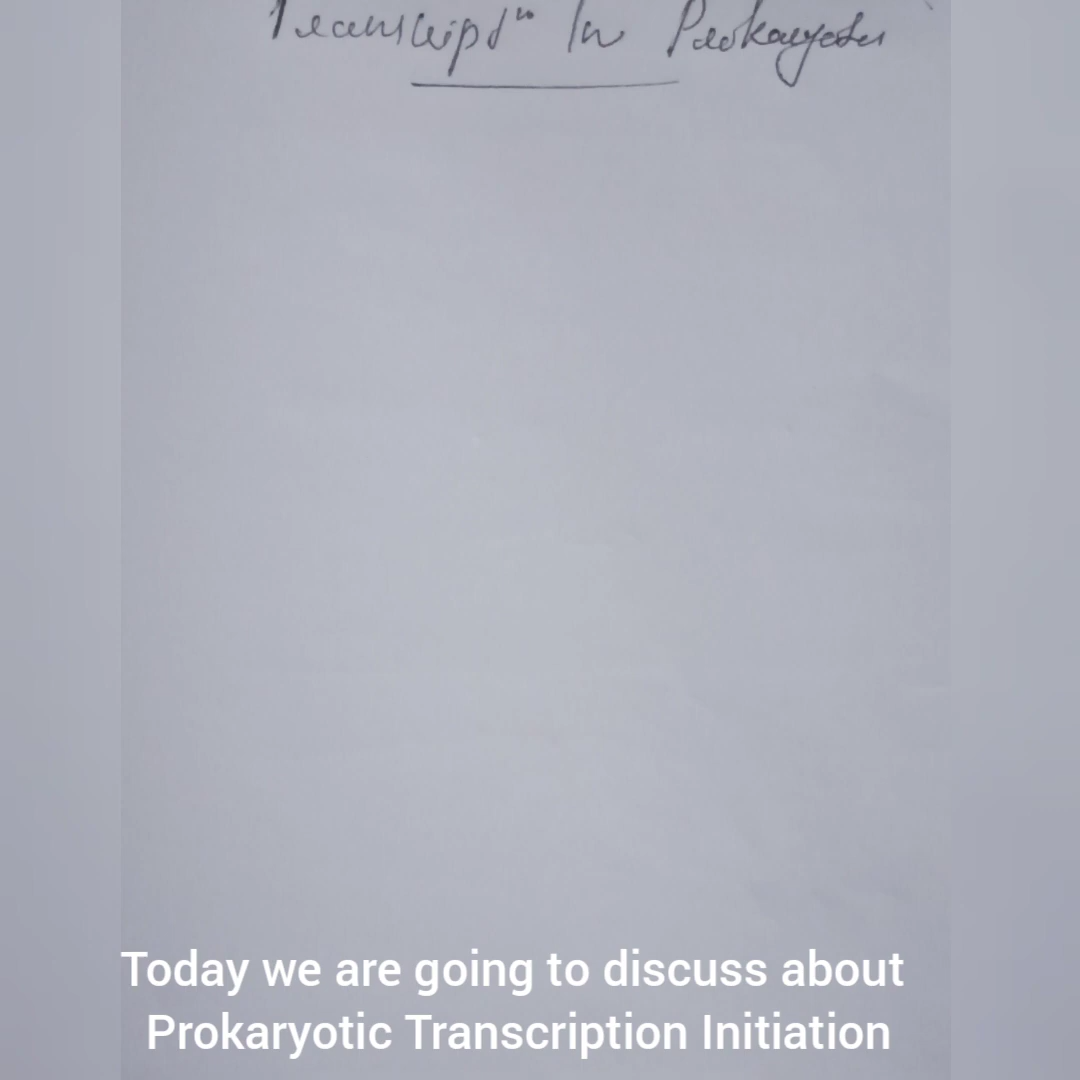 Transcriptⁿ In Prokaryotes
Today we are going to discuss about
Prokaryotic Transcription Initiation